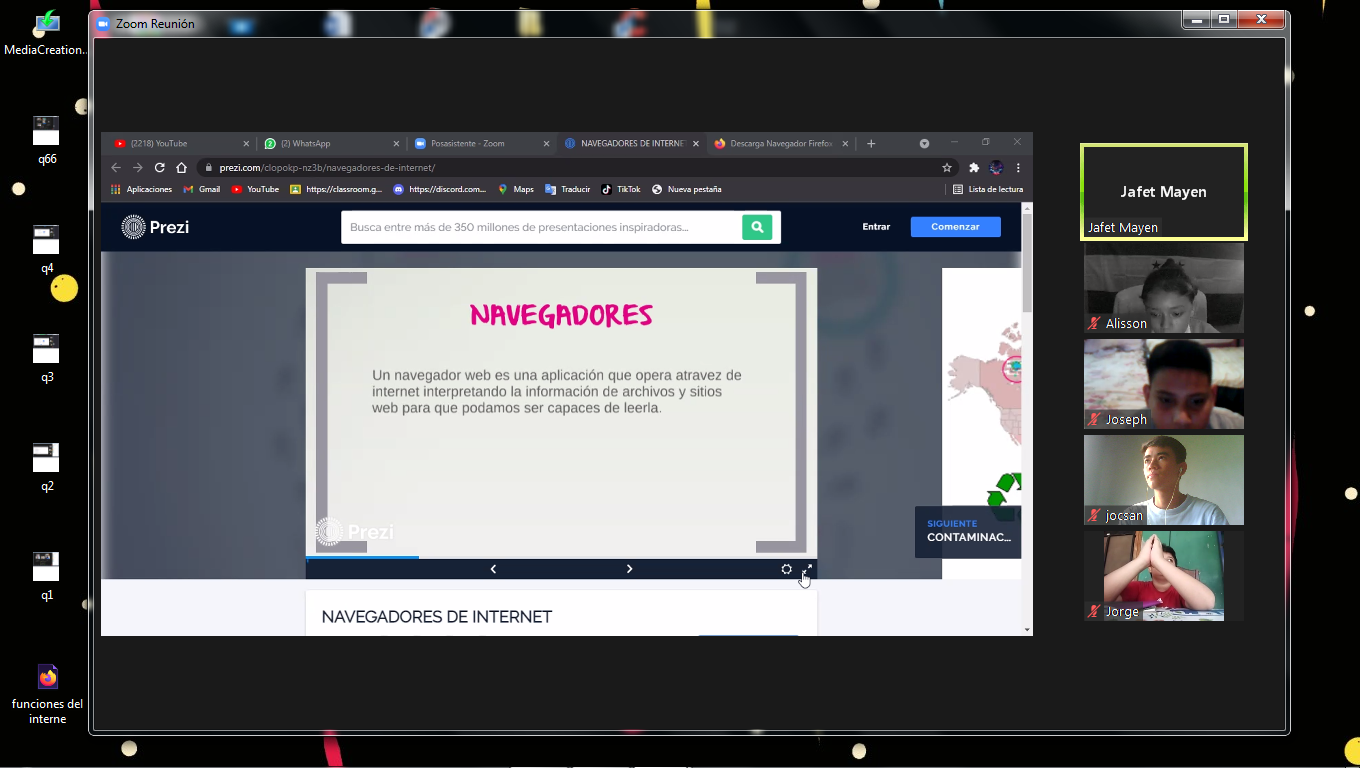 MediaCreation...
q66
q4
q3
q2
q1
funciones del
interne
Zoom Reunión
(2218) YouTube
(2) WhatsApp
Posasistente - Zoom
NAVEGADORES DE INTERNE
Descarga Navegador Firefox
prezi.com/clopokp-nz3b/navegadores-de-internet/
Aplicaciones
Gmail
YouTube
https://classroom.g...
https://discord.com...
Maps
Traducir
TikTok
Nueva pestaña
Lista de lectura
Prezi
Busca entre más de 350 millones de presentaciones inspiradoras...
Entrar
Comenzar
NAVEGADORES
Un navegador web es una aplicación que opera atravez de
internet interpretando la información de archivos y sitios
web para que podamos ser capaces de leerla.
Prezi
SIGUIENTE
CONTAMINAC...
NAVEGADORES DE INTERNET
Jafet Mayen
Jafet Mayen
Alisson
Joseph
jocsan
Jorge